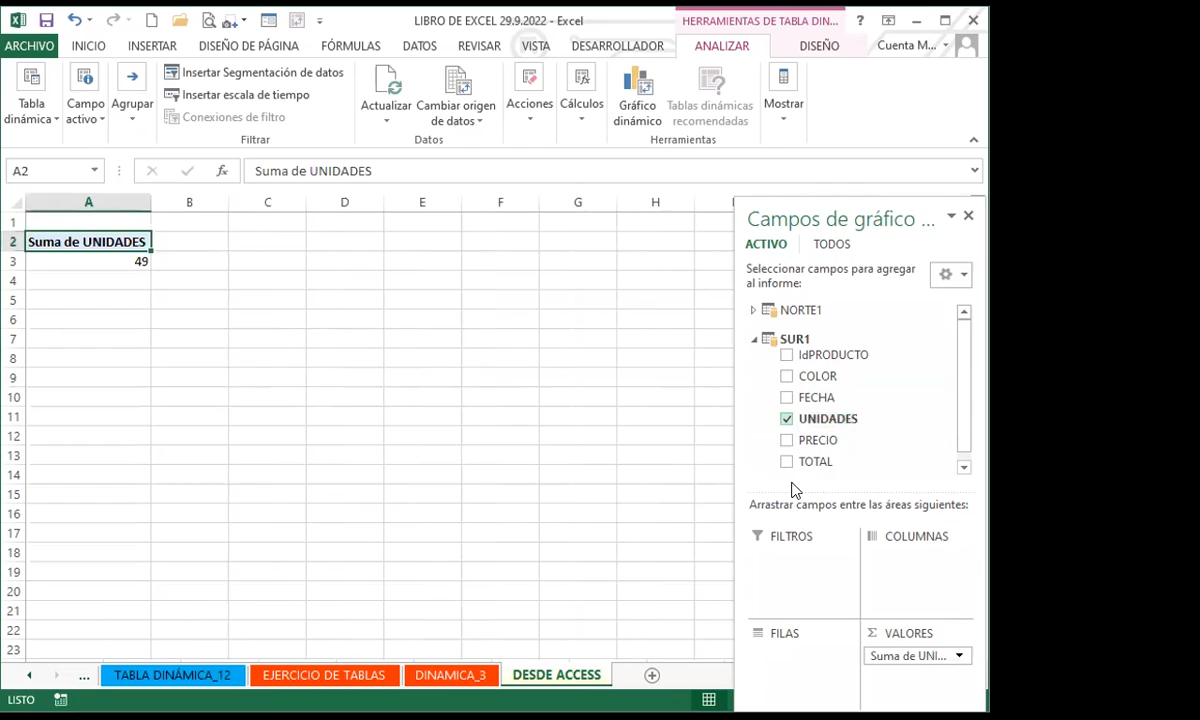 LIBRO DE EXCEL 29.9.2022 - Excel
HERRAMIENTAS DE TABLA DIN...
?
ARCHIVO INICIO INSERTAR DISEÑO DE PÁGINA FÓRMULAS DATOS REVISAR VISTA DESARROLLADOR ANALIZAR DISEÑO Cuenta M...
Tabla
dinámica
Campo
activo
Agrupar
Insertar Segmentación de datos
Insertar escala de tiempo
Conexiones de filtro
Filtrar
Actualizar
Cambiar origen
de datos
Datos
Acciones
Cálculos
Gráfico
dinámico
Tablas dinámicas
recomendadas
Herramientas
Mostrar
A2 fx Suma de UNIDADES
A B C D E F G H
1
2 Suma de UNIDADES
3 49
4
5
6
7
8
9
10
11
12
13
14
15
16
17
18
19
20
21
22
23
Campos de gráfico ...
ACTIVO TODOS
Seleccionar campos para agregar
al informe:
NORTE1
SUR1
IdPRODUCTO
COLOR
FECHA
UNIDADES
PRECIO
TOTAL
Arrastrar campos entre las áreas siguientes:
FILTROS COLUMNAS
FILAS Σ VALORES
Suma de UNI...
... TABLA DINÁMICA_12 EJERCICIO DE TABLAS DINAMICA_3 DESDE ACCESS
LISTO